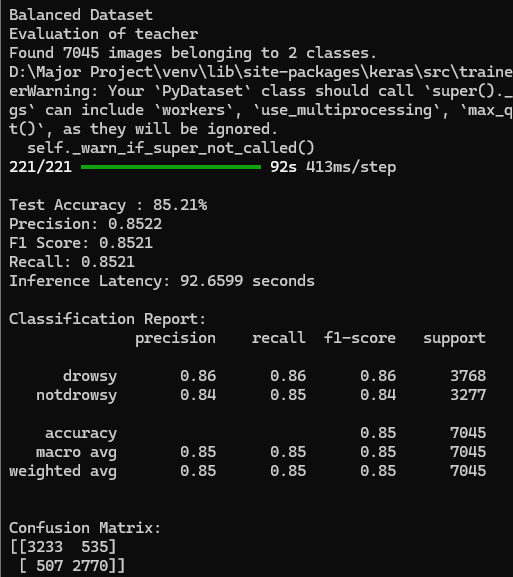 Balanced Dataset
Evaluation of teacher
Found 7045 images belonging to 2 classes.
D:\Major Project\venv\lib\site-packages\keras\src\traine
erWarning: Your `PyDataset` class should call `super()._
gs` can include `workers`, `use_multiprocessing`, `max_q
t()`, as they will be ignored.
  self._warn_if_super_not_called()
221/221 92s 413ms/step

Test Accuracy : 85.21%
Precision: 0.8522
F1 Score: 0.8521
Recall: 0.8521
Inference Latency: 92.6599 seconds

Classification Report:
              precision    recall  f1-score   support

      drowsy       0.86      0.86      0.86      3768
   notdrowsy       0.84      0.85      0.84      3277

    accuracy                           0.85      7045
   macro avg       0.85      0.85      0.85      7045
weighted avg       0.85      0.85      0.85      7045


Confusion Matrix:
[[3233  535]
 [ 507 2770]]